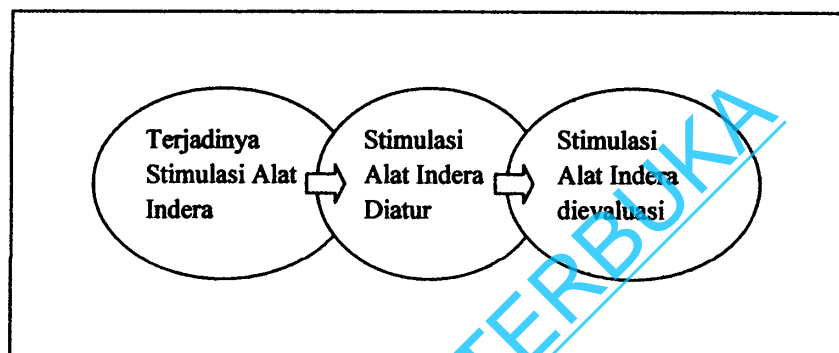 Terjadinya
Stimulasi Alat
Indera
Stimulasi
Alat Indera
Diatur
Stimulasi
Alat Indera
dievaluasi
TERBUKA